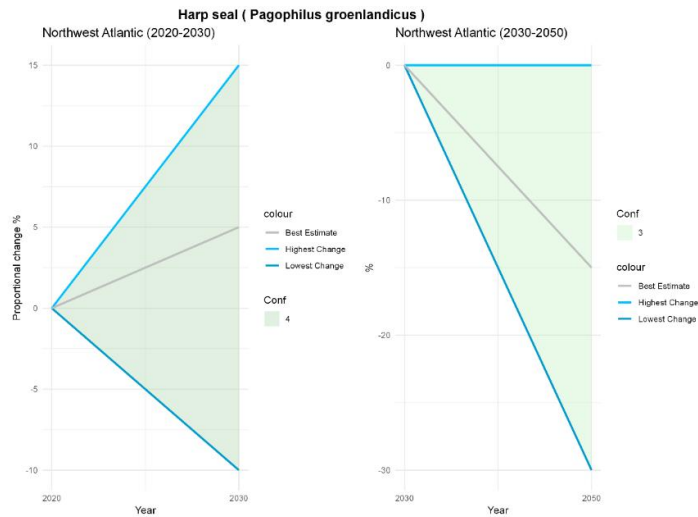 Harp seal ( Pagophilus groenlandicus )
Northwest Atlantic (2020-2030)
15
10
5
0
-5
-10
Proportional change %
2020
2030
Year
colour
Best Estimate
Highest Change
Lowest Change
Conf
4
Northwest Atlantic (2030-2050)
0
-10
-20
-30
%
2030
2050
Year
Conf
3
colour
Best Estimate
Highest Change
Lowest Change